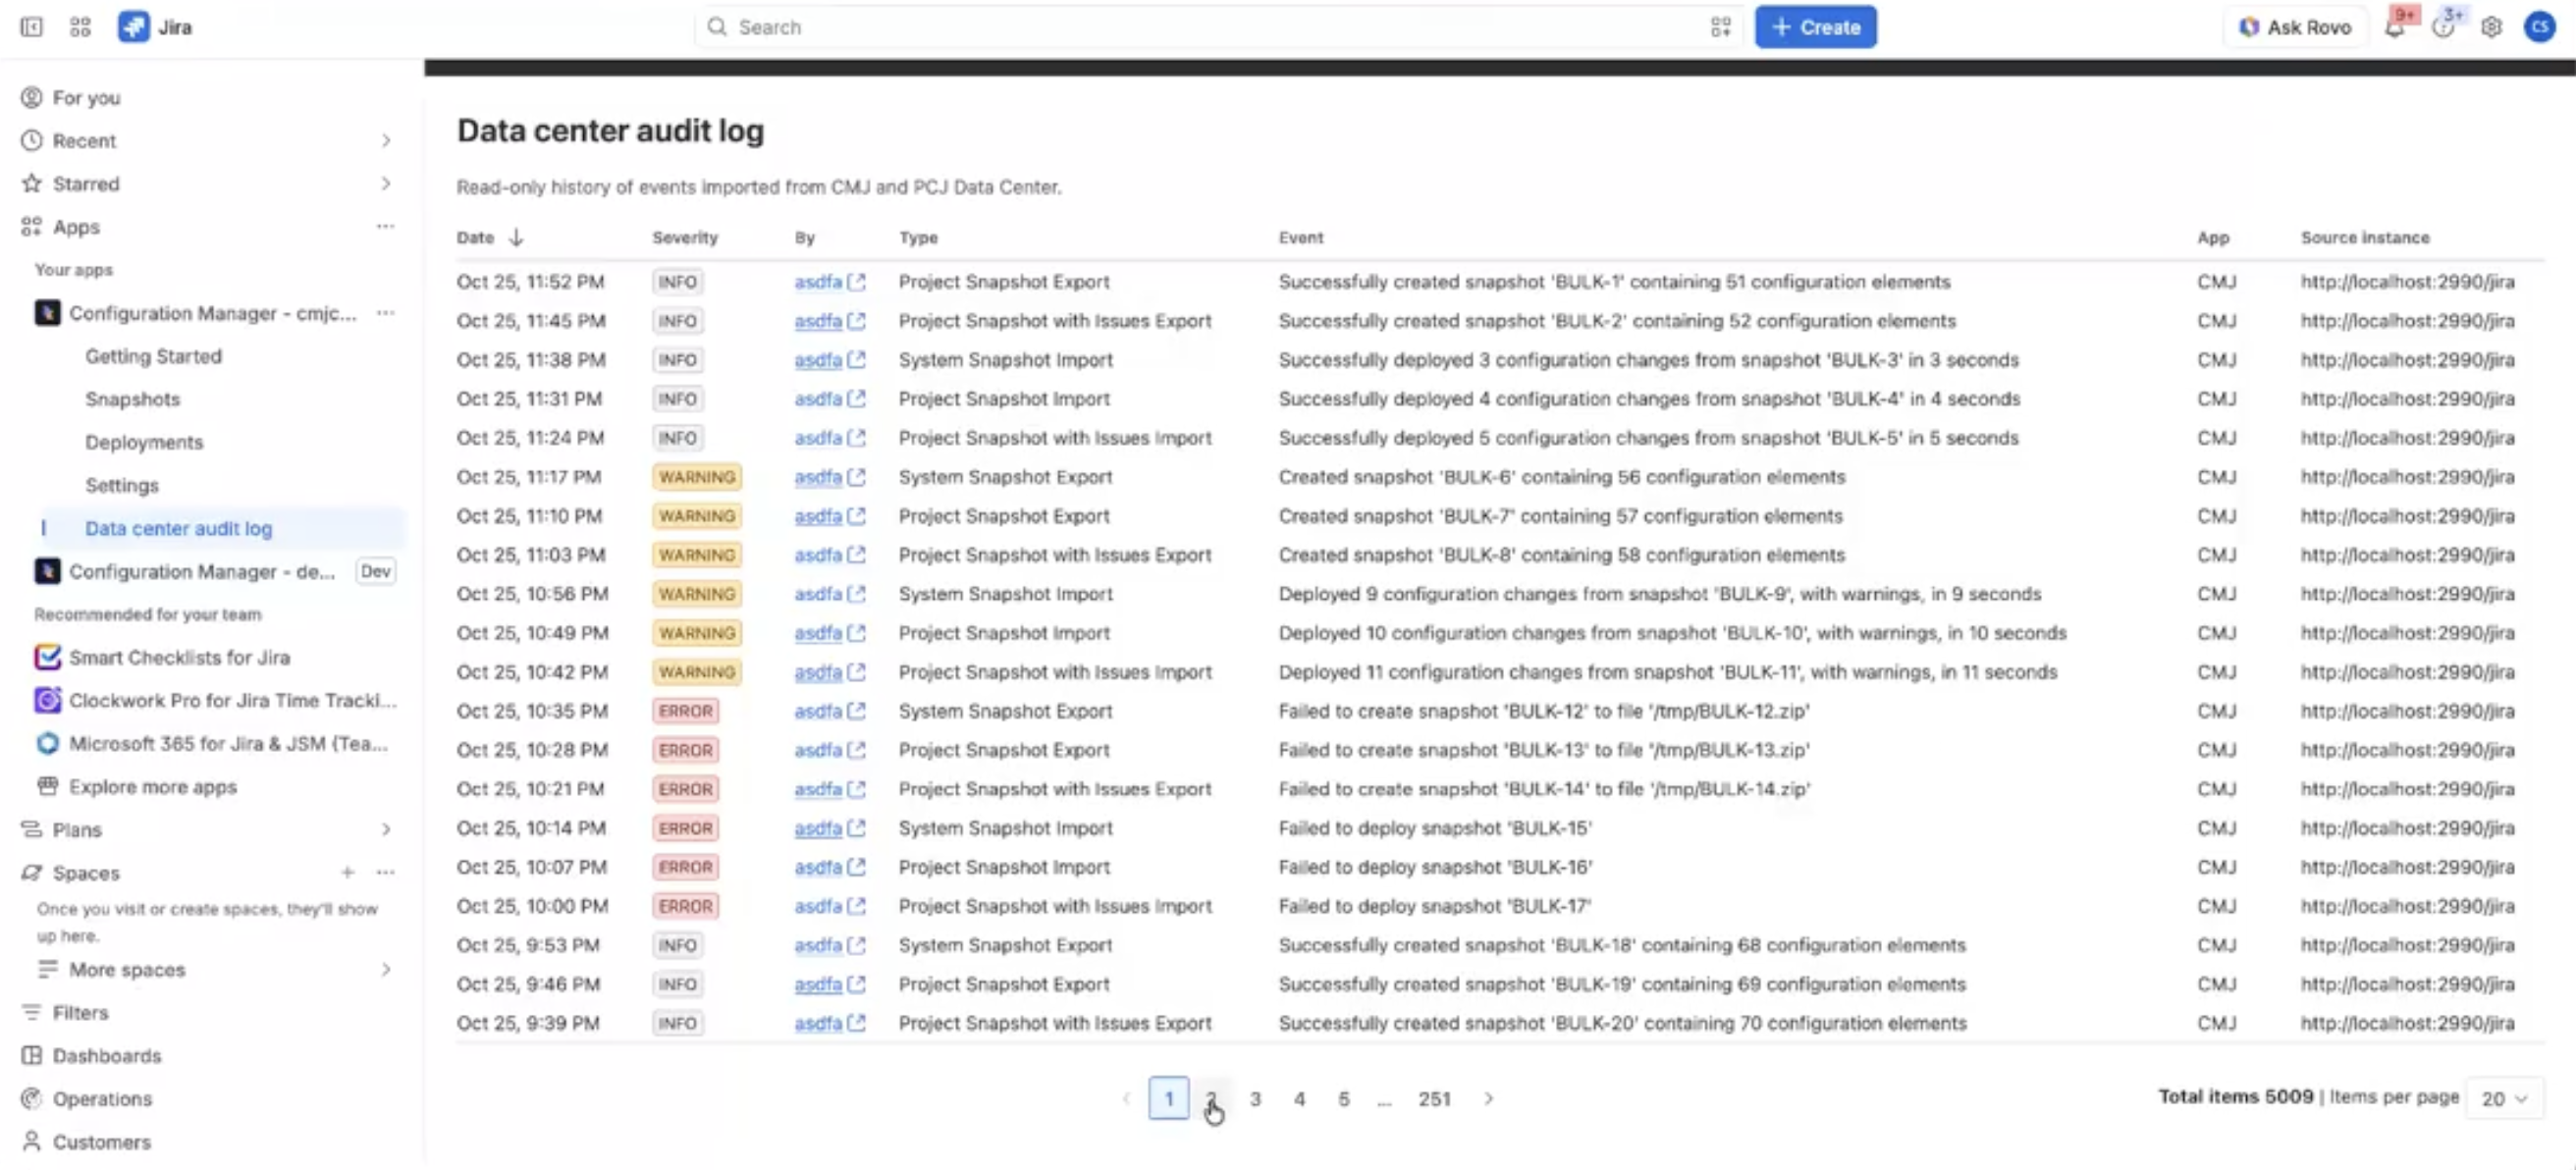 Jira
Search
+ Create
Ask Rovo
9+
3+
CS
For you
Recent
Starred
Apps
Your apps
Configuration Manager - cmjc...
Getting Started
Snapshots
Deployments
Settings
Data center audit log
Configuration Manager - de... Dev
Recommended for your team
Smart Checklists for Jira
Clockwork Pro for Jira Time Tracki...
Microsoft 365 for Jira & JSM (Tea...
Explore more apps
Plans
Spaces
Once you visit or create spaces, they'll show
up here.
More spaces
Filters
Dashboards
Operations
Customers
Data center audit log
Read-only history of events imported from CMJ and PCJ Data Center.
Date Severity By Type Event App Source instance
Oct 25, 11:52 PM INFO asdfa Project Snapshot Export Successfully created snapshot 'BULK-1' containing 51 configuration elements CMJ http://localhost:2990/jira
Oct 25, 11:45 PM INFO asdfa Project Snapshot with Issues Export Successfully created snapshot 'BULK-2' containing 52 configuration elements CMJ http://localhost:2990/jira
Oct 25, 11:38 PM INFO asdfa System Snapshot Import Successfully deployed 3 configuration changes from snapshot 'BULK-3' in 3 seconds CMJ http://localhost:2990/jira
Oct 25, 11:31 PM INFO asdfa Project Snapshot Import Successfully deployed 4 configuration changes from snapshot 'BULK-4' in 4 seconds CMJ http://localhost:2990/jira
Oct 25, 11:24 PM INFO asdfa Project Snapshot with Issues Import Successfully deployed 5 configuration changes from snapshot 'BULK-5' in 5 seconds CMJ http://localhost:2990/jira
Oct 25, 11:17 PM WARNING asdfa System Snapshot Export Created snapshot 'BULK-6' containing 56 configuration elements CMJ http://localhost:2990/jira
Oct 25, 11:10 PM WARNING asdfa Project Snapshot Export Created snapshot 'BULK-7' containing 57 configuration elements CMJ http://localhost:2990/jira
Oct 25, 11:03 PM WARNING asdfa Project Snapshot with Issues Export Created snapshot 'BULK-8' containing 58 configuration elements CMJ http://localhost:2990/jira
Oct 25, 10:56 PM WARNING asdfa System Snapshot Import Deployed 9 configuration changes from snapshot 'BULK-9', with warnings, in 9 seconds CMJ http://localhost:2990/jira
Oct 25, 10:49 PM WARNING asdfa Project Snapshot Import Deployed 10 configuration changes from snapshot 'BULK-10', with warnings, in 10 seconds CMJ http://localhost:2990/jira
Oct 25, 10:42 PM WARNING asdfa Project Snapshot with Issues Import Deployed 11 configuration changes from snapshot 'BULK-11', with warnings, in 11 seconds CMJ http://localhost:2990/jira
Oct 25, 10:35 PM ERROR asdfa System Snapshot Export Failed to create snapshot 'BULK-12' to file '/tmp/BULK-12.zip' CMJ http://localhost:2990/jira
Oct 25, 10:28 PM ERROR asdfa Project Snapshot Export Failed to create snapshot 'BULK-13' to file '/tmp/BULK-13.zip' CMJ http://localhost:2990/jira
Oct 25, 10:21 PM ERROR asdfa Project Snapshot with Issues Export Failed to create snapshot 'BULK-14' to file '/tmp/BULK-14.zip' CMJ http://localhost:2990/jira
Oct 25, 10:14 PM ERROR asdfa System Snapshot Import Failed to deploy snapshot 'BULK-15' CMJ http://localhost:2990/jira
Oct 25, 10:07 PM ERROR asdfa Project Snapshot Import Failed to deploy snapshot 'BULK-16' CMJ http://localhost:2990/jira
Oct 25, 10:00 PM ERROR asdfa Project Snapshot with Issues Import Failed to deploy snapshot 'BULK-17' CMJ http://localhost:2990/jira
Oct 25, 9:53 PM INFO asdfa System Snapshot Export Successfully created snapshot 'BULK-18' containing 68 configuration elements CMJ http://localhost:2990/jira
Oct 25, 9:46 PM INFO asdfa Project Snapshot Export Successfully created snapshot 'BULK-19' containing 69 configuration elements CMJ http://localhost:2990/jira
Oct 25, 9:39 PM INFO asdfa Project Snapshot with Issues Export Successfully created snapshot 'BULK-20' containing 70 configuration elements CMJ http://localhost:2990/jira
1 2 3 4 5 ... 251
Total items 5009 | Items per page 20